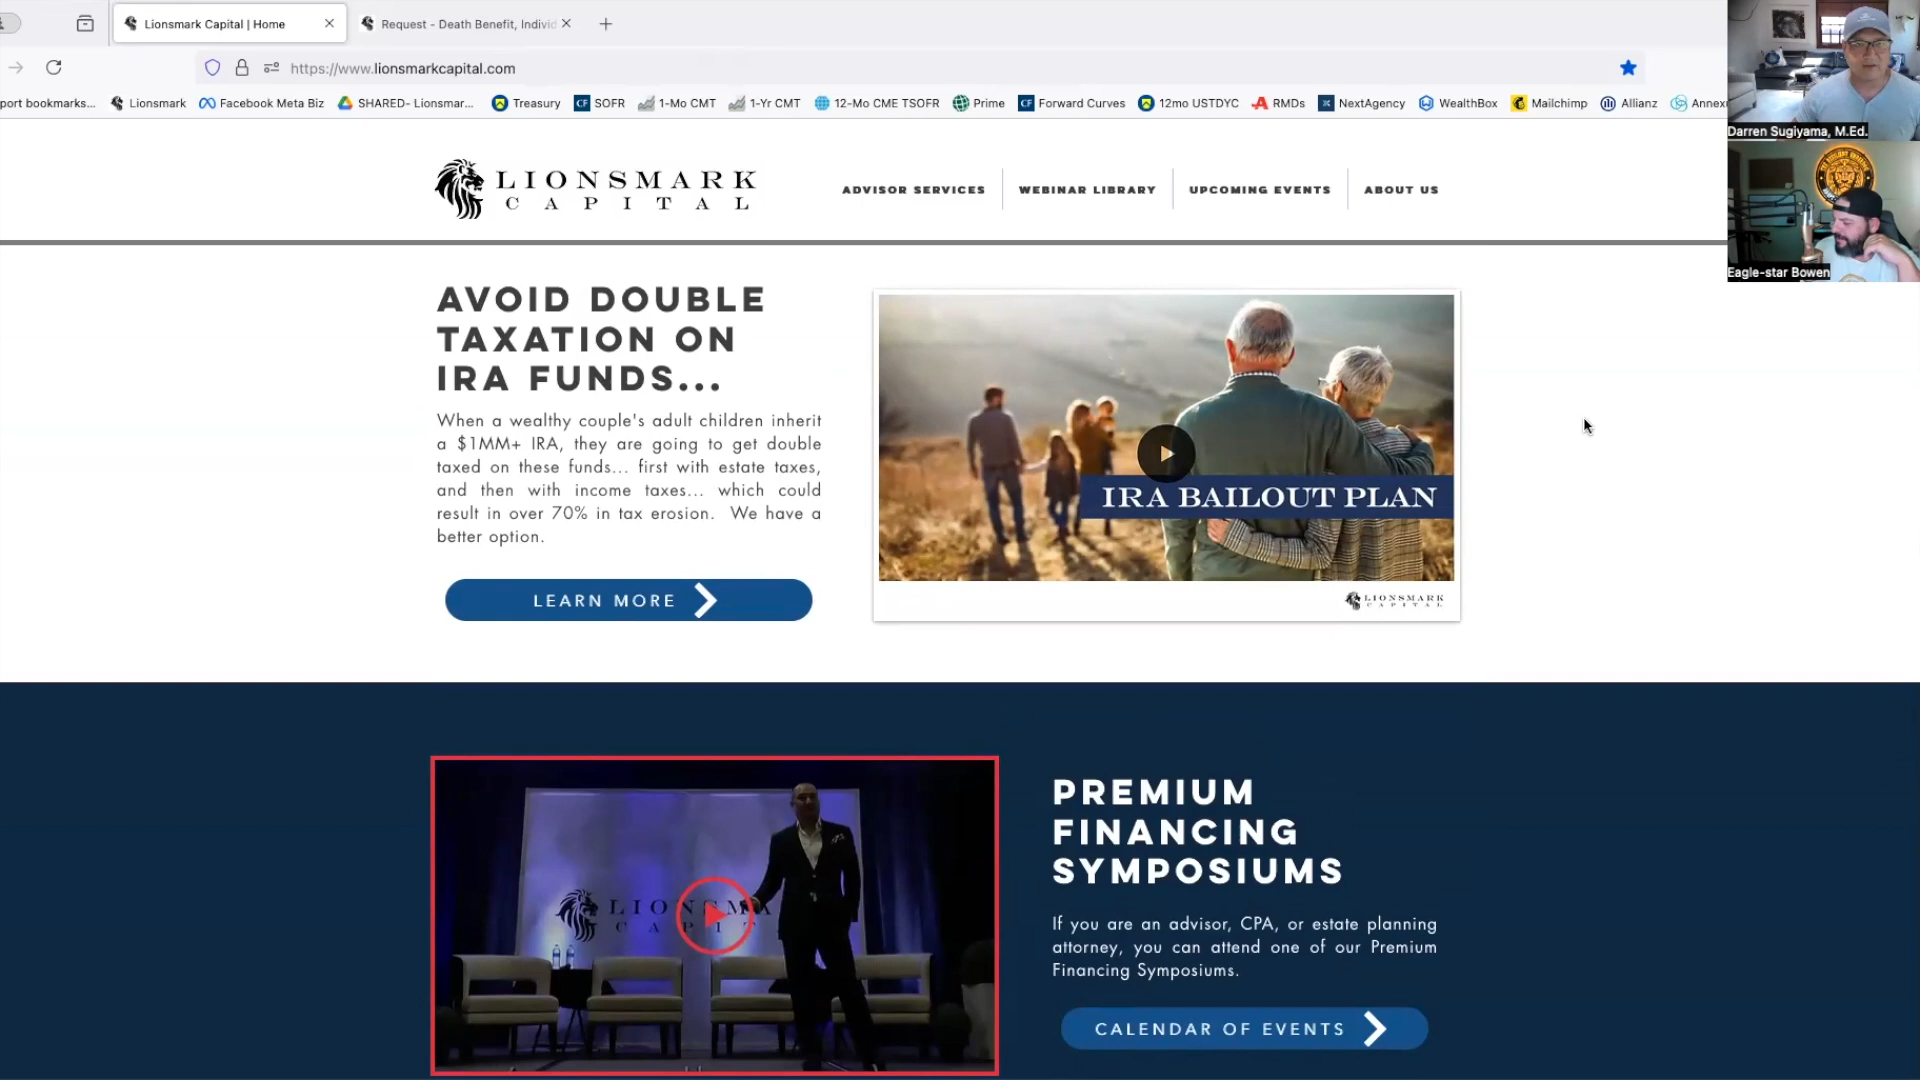 Lionsmark Capital | Home
Request - Death Benefit, Individ
https://www.lionsmarkcapital.com
port bookmarks... Lionsmark Facebook Meta Biz SHARED- Lionsmar... Treasury CF SOFR 1-Mo CMT 1-Yr CMT 12-Mo CME TSOFR Prime CF Forward Curves 12mo USTDYC RMDs NextAgency WealthBox Mailchimp Allianz Annex
Darren Sugiyama, M.Ed.
Eagle-star Bowen
LIONSMARK
CAPITAL
ADVISOR SERVICES
WEBINAR LIBRARY
UPCOMING EVENTS
ABOUT US
AVOID DOUBLE
TAXATION ON
IRA FUNDS...
When a wealthy couple's adult children inherit
a $1MM+ IRA, they are going to get double
taxed on these funds... first with estate taxes,
and then with income taxes... which could
result in over 70% in tax erosion. We have a
better option.
LEARN MORE
IRA BAILOUT PLAN
LIONSMARK
CAPITAL
PREMIUM
FINANCING
SYMPOSIUMS
If you are an advisor, CPA, or estate planning
attorney, you can attend one of our Premium
Financing Symposiums.
CALENDAR OF EVENTS